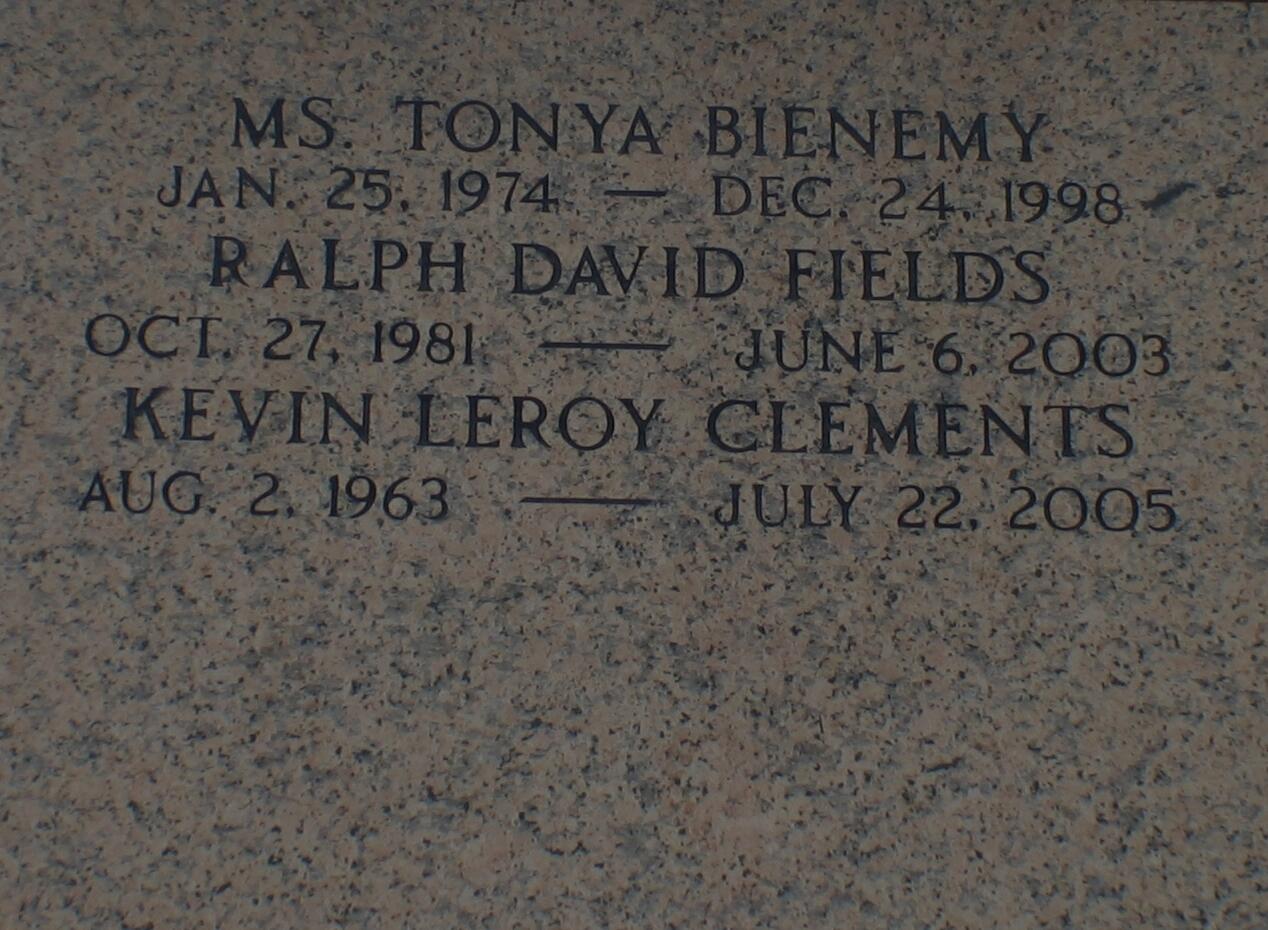 MS. TONYA BIENEMY
JAN. 25, 1974 — DEC. 24, 1998
RALPH DAVID FIELDS
OCT. 27, 1981 — JUNE 6, 2003
KEVIN LEROY CLEMENTS
AUG. 2, 1963 — JULY 22, 2005